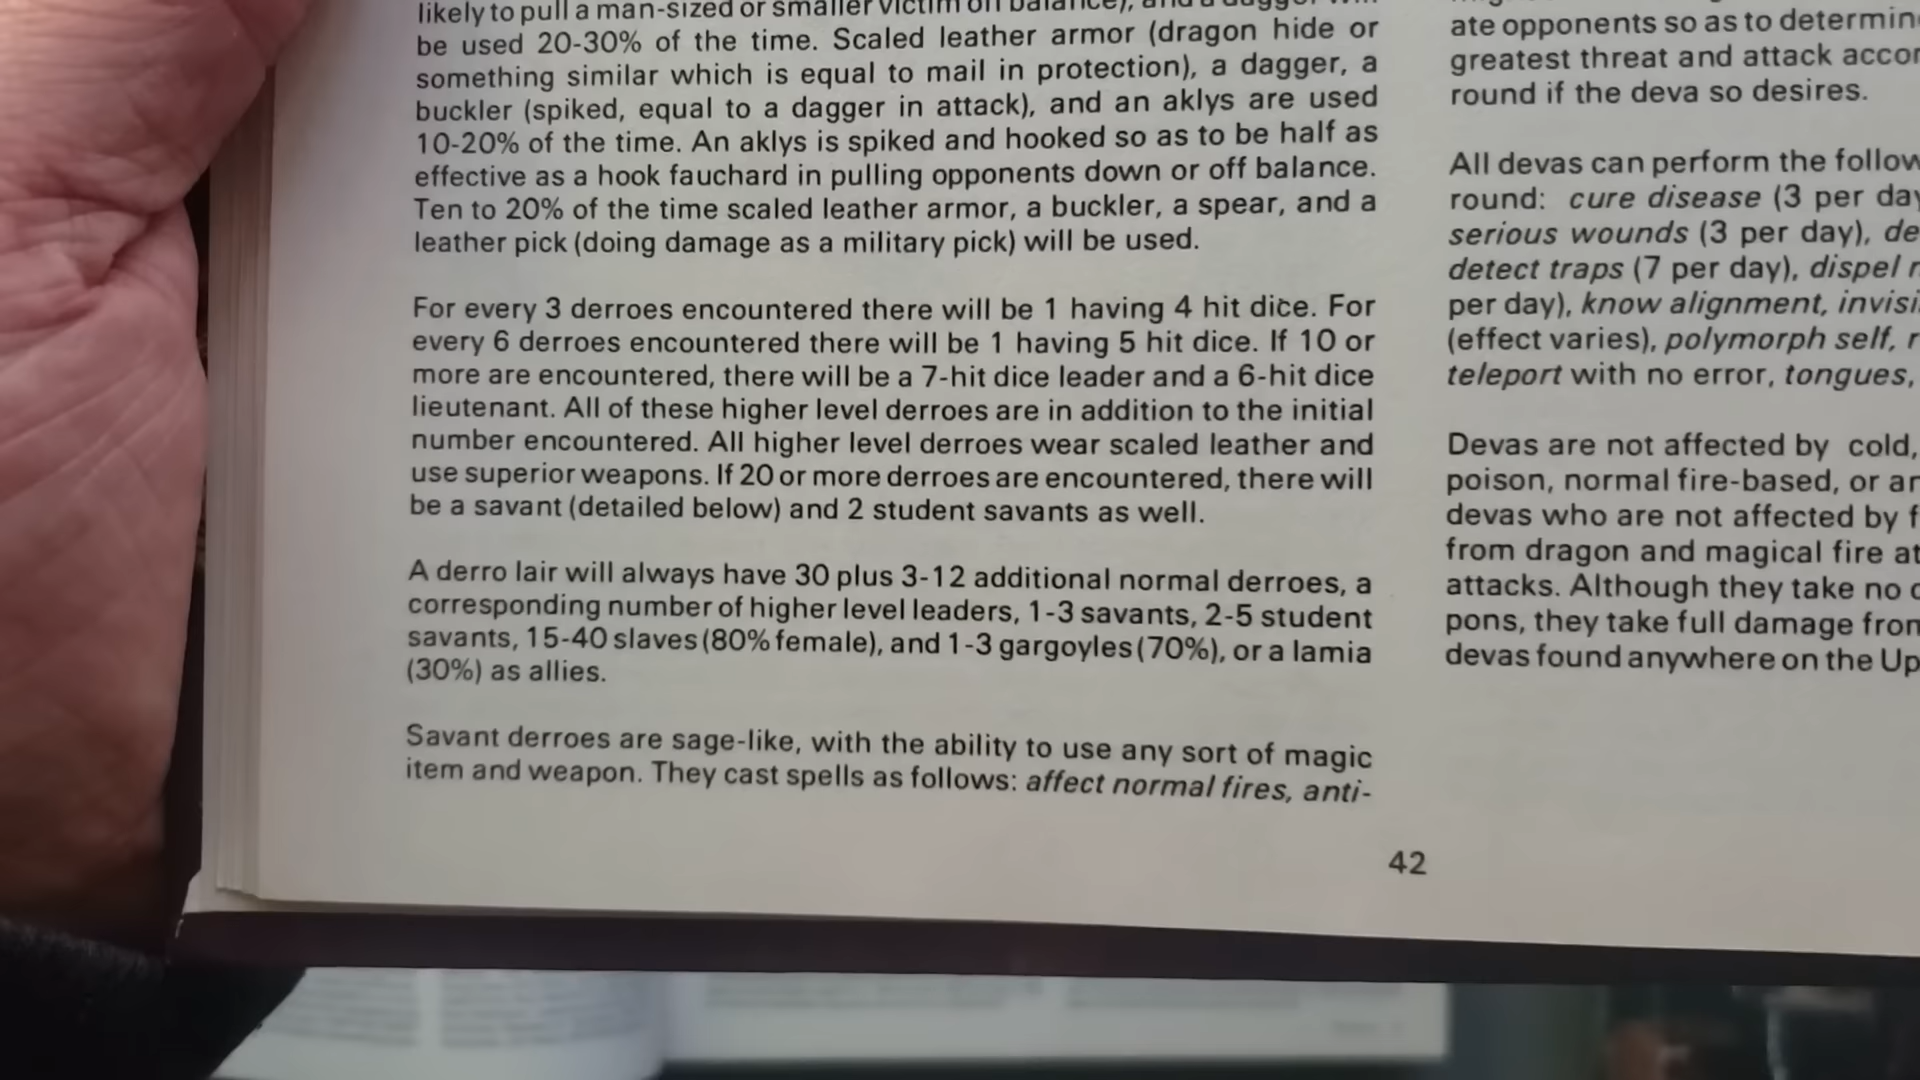 likely to pull a man-sized or smaller victim off balance), and a dagger will
be used 20-30% of the time. Scaled leather armor (dragon hide or
something similar which is equal to mail in protection), a dagger, a
buckler (spiked, equal to a dagger in attack), and an aklys are used
10-20% of the time. An aklys is spiked and hooked so as to be half as
effective as a hook fauchard in pulling opponents down or off balance.
Ten to 20% of the time scaled leather armor, a buckler, a spear, and a
leather pick (doing damage as a military pick) will be used.
For every 3 derroes encountered there will be 1 having 4 hit dice. For
every 6 derroes encountered there will be 1 having 5 hit dice. If 10 or
more are encountered, there will be a 7-hit dice leader and a 6-hit dice
lieutenant. All of these higher level derroes are in addition to the initial
number encountered. All higher level derroes wear scaled leather and
use superior weapons. If 20 or more derroes are encountered, there will
be a savant (detailed below) and 2 student savants as well.
A derro lair will always have 30 plus 3-12 additional normal derroes, a
corresponding number of higher level leaders, 1-3 savants, 2-5 student
savants, 15-40 slaves (80% female), and 1-3 gargoyles (70%), or a lamia
(30%) as allies.
Savant derroes are sage-like, with the ability to use any sort of magic
item and weapon. They cast spells as follows: affect normal fires, anti-
ate opponents so as to
greatest threat and attack
round if the deva so desires.
All devas can perform the
round: cure disease (3 per
serious wounds (3 per day),
detect traps (7 per day), dispel
per day), know alignment,
(effect varies), polymorph self,
teleport with no error, tongues,
Devas are not affected by cold,
poison, normal fire-based, or
devas who are not affected by
from dragon and magical fire
attacks. Although they take no
pons, they take full damage
devas found anywhere on the
42